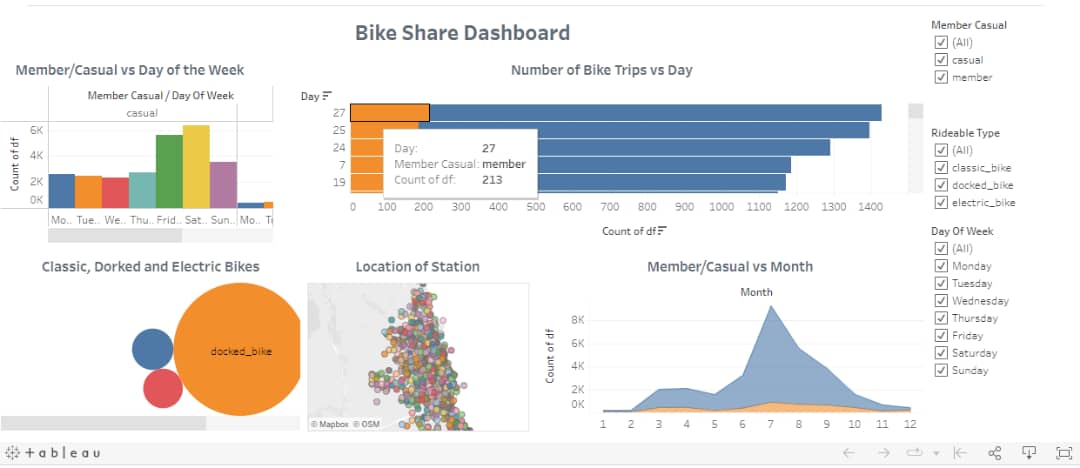 Bike Share Dashboard
Member/Casual vs Day of the Week
Member Casual / Day Of Week
casual
Count of df
6K
4K
2K
0K
Mo.. Tue.. We.. Thu.. Frid.. Sat.. Sun.. Mo.. T
Number of Bike Trips vs Day
Day
27
25
24
7
19
Day: 27
Member Casual: member
Count of df: 213
0 100 200 300 400 500 600 700 800 900 1000 1100 1200 1300 1400
Count of df
Classic, Dorked and Electric Bikes
docked_bike
Location of Station
© Mapbox © OSM
Member/Casual vs Month
Month
Count of df
8K
6K
4K
2K
0K
1 2 3 4 5 6 7 8 9 10 11 12
Member Casual
(All)
casual
member
Rideable Type
(All)
classic_bike
docked_bike
electric_bike
Day Of Week
(All)
Monday
Tuesday
Wednesday
Thursday
Friday
Saturday
Sunday
+ a b l e a u